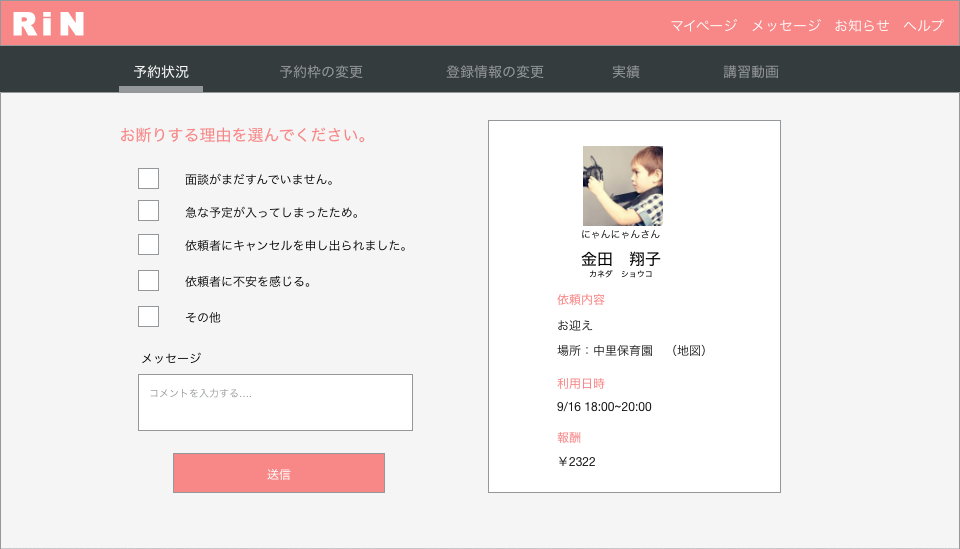 RiN
マイページ　メッセージ　お知らせ　ヘルプ
予約状況　予約枠の変更　登録情報の変更　実績　講習動画
お断りする理由を選んでください。
面談がまだすんでいません。
急な予定が入ってしまったため。
依頼者にキャンセルを申し出られました。
依頼者に不安を感じる。
その他
メッセージ
コメントを入力する....
送信
にゃんにゃんさん
金田　翔子
カネダ　ショウコ
依頼内容
お迎え
場所：中里保育園　（地図）
利用日時
9/16 18:00~20:00
報酬
￥2322